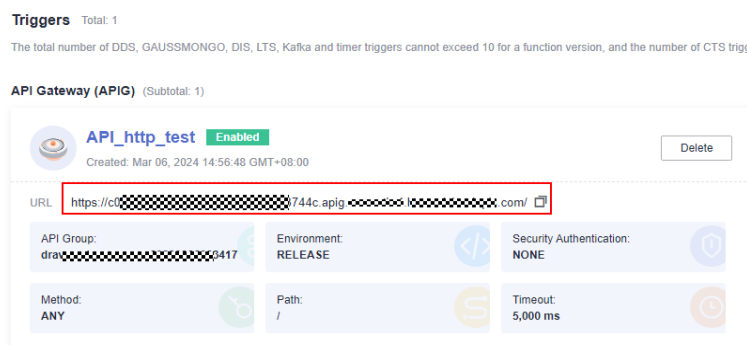 Triggers Total: 1
The total number of DDS, GAUSSMONGO, DIS, LTS, Kafka and timer triggers cannot exceed 10 for a function version, and the number of CTS trigg
API Gateway (APIG) (Subtotal: 1)
API_http_test Enabled
Created: Mar 06, 2024 14:56:48 GMT+08:00
Delete
URL https://c0 3744c.apig. .com/
API Group: Environment: Security Authentication:
drav 3417 RELEASE NONE
Method: Path: Timeout:
ANY / 5,000 ms